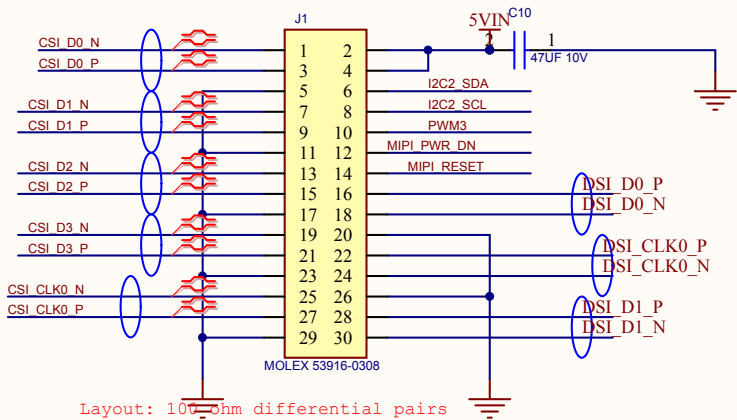 J1
5VIN
C10
CSI_D0_N
1
2
2
1
47UF 10V
CSI_D0_P
3
4
5
6
I2C2_SDA
CSI_D1_N
7
8
I2C2_SCL
CSI_D1_P
9
10
PWM3
11
12
MIPI_PWR_DN
CSI_D2_N
13
14
MIPI_RESET
CSI_D2_P
15
16
DSI_D0_P
17
18
DSI_D0_N
CSI_D3_N
19
20
CSI_D3_P
21
22
DSI_CLK0_P
23
24
DSI_CLK0_N
CSI_CLK0_N
25
26
CSI_CLK0_P
27
28
DSI_D1_P
29
30
DSI_D1_N
MOLEX 53916-0308
Layout: 100 ohm differential pairs